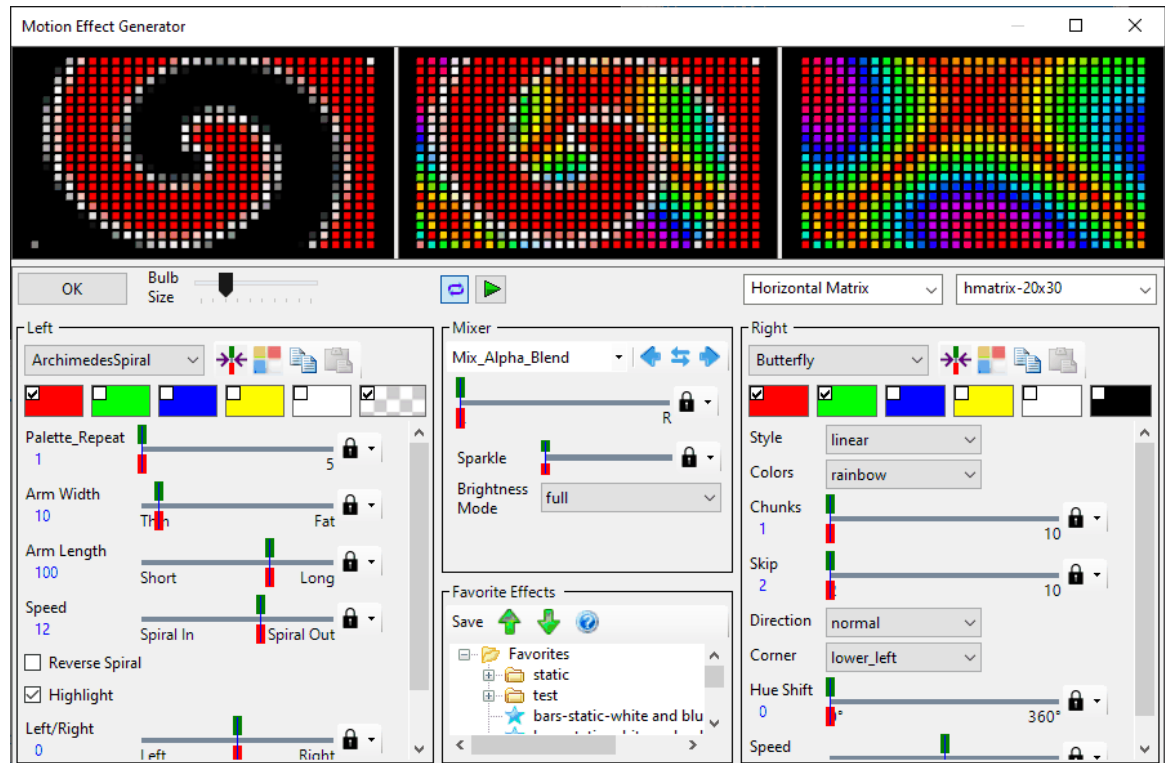 Motion Effect Generator
OK
Bulb
Size
Horizontal Matrix
hmatrix-20x30
Left
ArchimedesSpiral
Palette_Repeat
1
5
Arm Width
10
Thin
Fat
Arm Length
100
Short
Long
Speed
12
Spiral In
Spiral Out
Reverse Spiral
Highlight
Left/Right
0
Left
Right
Mixer
Mix_Alpha_Blend
R
Sparkle
Brightness
Mode
full
Favorite Effects
Save
Favorites
static
test
bars-static-white and blu
Right
Butterfly
Style
linear
Colors
rainbow
Chunks
1
10
Skip
2
10
Direction
normal
Corner
lower_left
Hue Shift
0
360°
Speed